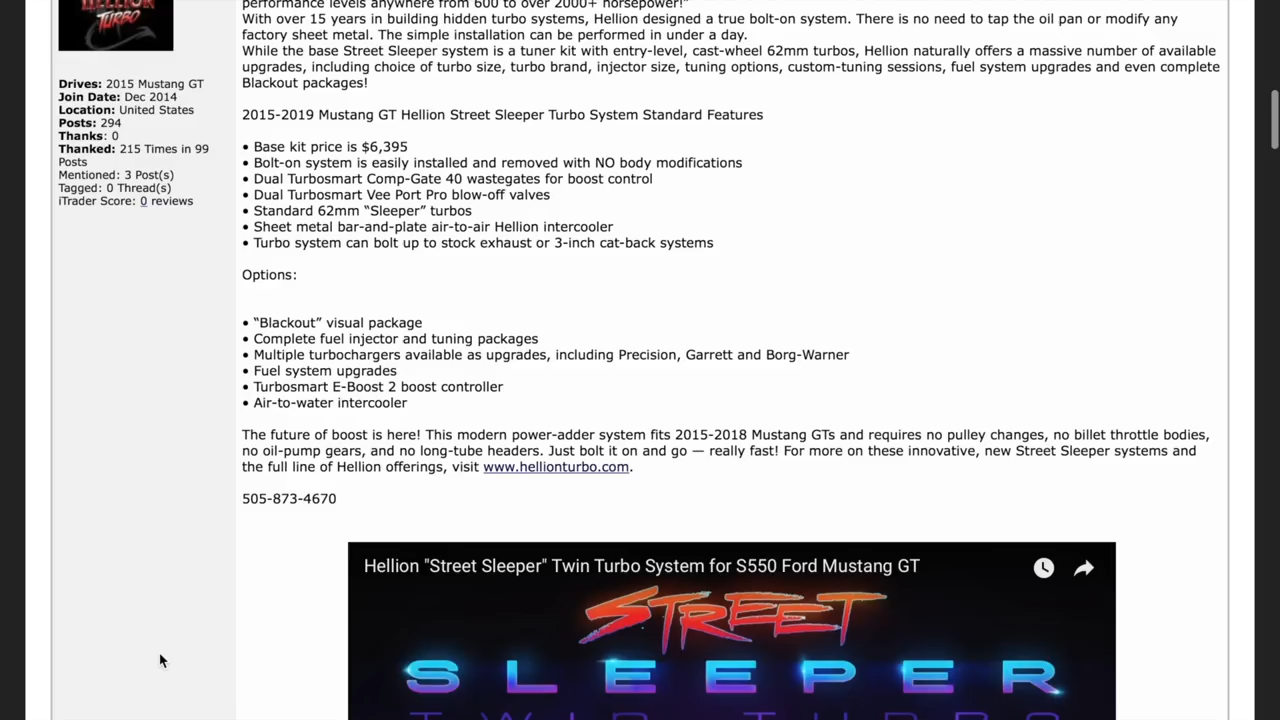 HELLION
TURBO
Drives: 2015 Mustang GT
Join Date: Dec 2014
Location: United States
Posts: 294
Thanks: 0
Thanked: 215 Times in 99
Posts
Mentioned: 3 Post(s)
Tagged: 0 Thread(s)
iTrader Score: 0 reviews
performance levels anywhere from 600 to over 2000+ horsepower!"
With over 15 years in building hidden turbo systems, Hellion designed a true bolt-on system. There is no need to tap the oil pan or modify any
factory sheet metal. The simple installation can be performed in under a day.
While the base Street Sleeper system is a tuner kit with entry-level, cast-wheel 62mm turbos, Hellion naturally offers a massive number of available
upgrades, including choice of turbo size, turbo brand, injector size, tuning options, custom-tuning sessions, fuel system upgrades and even complete
Blackout packages!
2015-2019 Mustang GT Hellion Street Sleeper Turbo System Standard Features
• Base kit price is $6,395
• Bolt-on system is easily installed and removed with NO body modifications
• Dual Turbosmart Comp-Gate 40 wastegates for boost control
• Dual Turbosmart Vee Port Pro blow-off valves
• Standard 62mm “Sleeper” turbos
• Sheet metal bar-and-plate air-to-air Hellion intercooler
• Turbo system can bolt up to stock exhaust or 3-inch cat-back systems
Options:
• “Blackout” visual package
• Complete fuel injector and tuning packages
• Multiple turbochargers available as upgrades, including Precision, Garrett and Borg-Warner
• Fuel system upgrades
• Turbosmart E-Boost 2 boost controller
• Air-to-water intercooler
The future of boost is here! This modern power-adder system fits 2015-2018 Mustang GTs and requires no pulley changes, no billet throttle bodies,
no oil-pump gears, and no long-tube headers. Just bolt it on and go — really fast! For more on these innovative, new Street Sleeper systems and
the full line of Hellion offerings, visit www.hellionturbo.com.
505-873-4670
Hellion "Street Sleeper" Twin Turbo System for S550 Ford Mustang GT
STREET
SLEEPER
TWIN TURBO